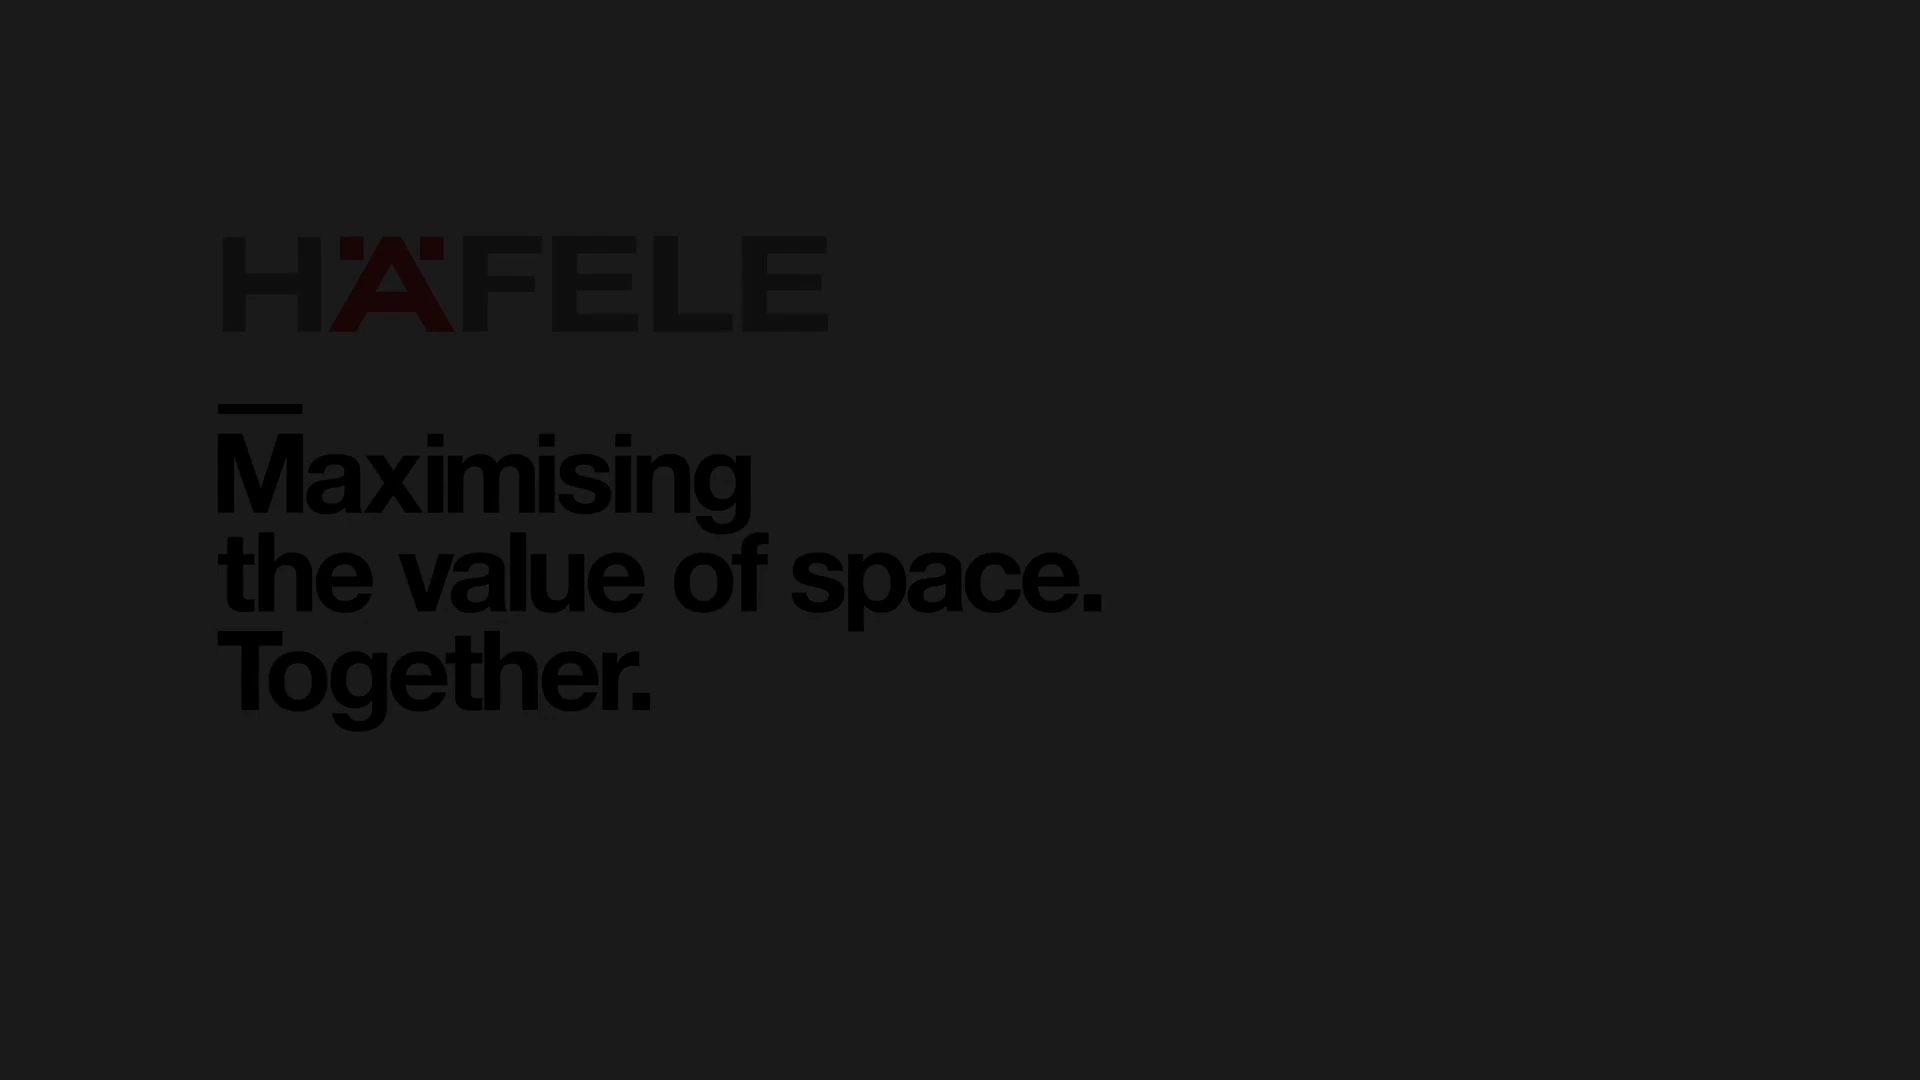 HÄFELE
Maximising
the value of space.
Together.